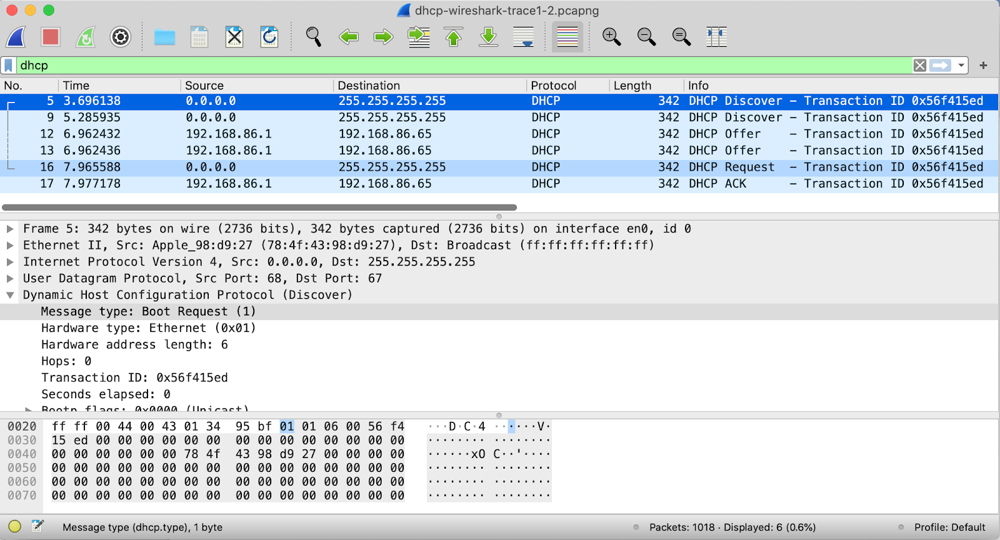 dhcp-wireshark-trace1-2.pcapng
dhcp
No. Time Source Destination Protocol Length Info
5 3.696138 0.0.0.0 255.255.255.255 DHCP 342 DHCP Discover – Transaction ID 0x56f415ed
9 5.285935 0.0.0.0 255.255.255.255 DHCP 342 DHCP Discover – Transaction ID 0x56f415ed
12 6.962432 192.168.86.1 192.168.86.65 DHCP 342 DHCP Offer – Transaction ID 0x56f415ed
13 6.962436 192.168.86.1 192.168.86.65 DHCP 342 DHCP Offer – Transaction ID 0x56f415ed
16 7.965588 0.0.0.0 255.255.255.255 DHCP 342 DHCP Request – Transaction ID 0x56f415ed
17 7.977178 192.168.86.1 192.168.86.65 DHCP 342 DHCP ACK – Transaction ID 0x56f415ed
Frame 5: 342 bytes on wire (2736 bits), 342 bytes captured (2736 bits) on interface en0, id 0
Ethernet II, Src: Apple_98:d9:27 (78:4f:43:98:d9:27), Dst: Broadcast (ff:ff:ff:ff:ff:ff)
Internet Protocol Version 4, Src: 0.0.0.0, Dst: 255.255.255.255
User Datagram Protocol, Src Port: 68, Dst Port: 67
Dynamic Host Configuration Protocol (Discover)
Message type: Boot Request (1)
Hardware type: Ethernet (0x01)
Hardware address length: 6
Hops: 0
Transaction ID: 0x56f415ed
Seconds elapsed: 0
Bootp flags: 0x0000 (Unicast)
0020 ff ff 00 44 00 43 01 34 95 bf 01 01 06 00 56 f4 ···D·C·4 ······V·
0030 15 ed 00 00 00 00 00 00 00 00 00 00 00 00 00 00 ········ ········
0040 00 00 00 00 00 00 78 4f 43 98 d9 27 00 00 00 00 ······xO C··'····
0050 00 00 00 00 00 00 00 00 00 00 00 00 00 00 00 00 ········ ········
0060 00 00 00 00 00 00 00 00 00 00 00 00 00 00 00 00 ········ ········
0070 00 00 00 00 00 00 00 00 00 00 00 00 00 00 00 00 ········ ········
Message type (dhcp.type), 1 byte Packets: 1018 · Displayed: 6 (0.6%) Profile: Default